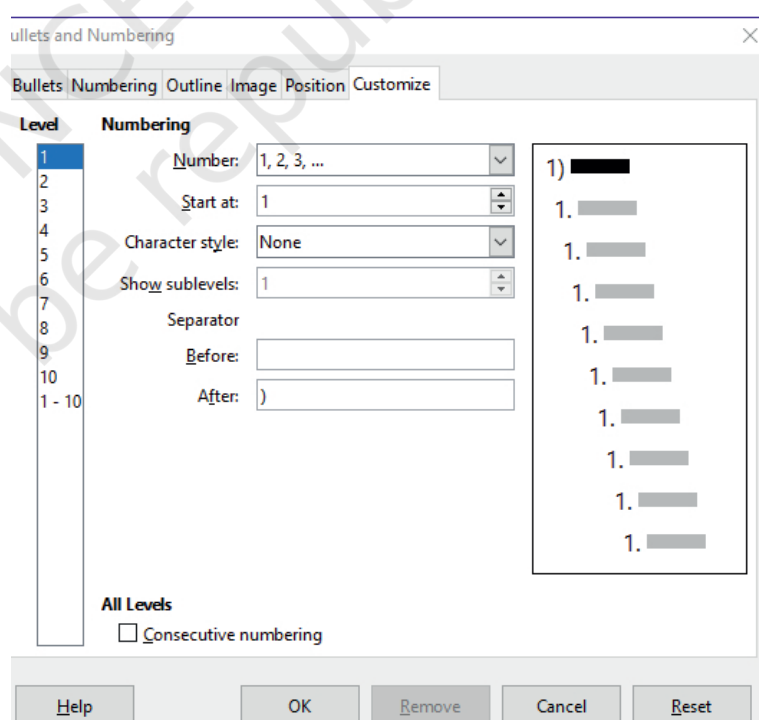 ullets and Numbering
Bullets Numbering Outline Image Position Customize
Level Numbering
1
2
3
4
5
6
7
8
9
10
1 - 10
Number: 1, 2, 3, ...
Start at: 1
Character style: None
Show sublevels: 1
Separator
Before:
After: )
1)
1.
1.
1.
1.
1.
1.
1.
1.
1.
All Levels
Consecutive numbering
Help OK Remove Cancel Reset
be republ